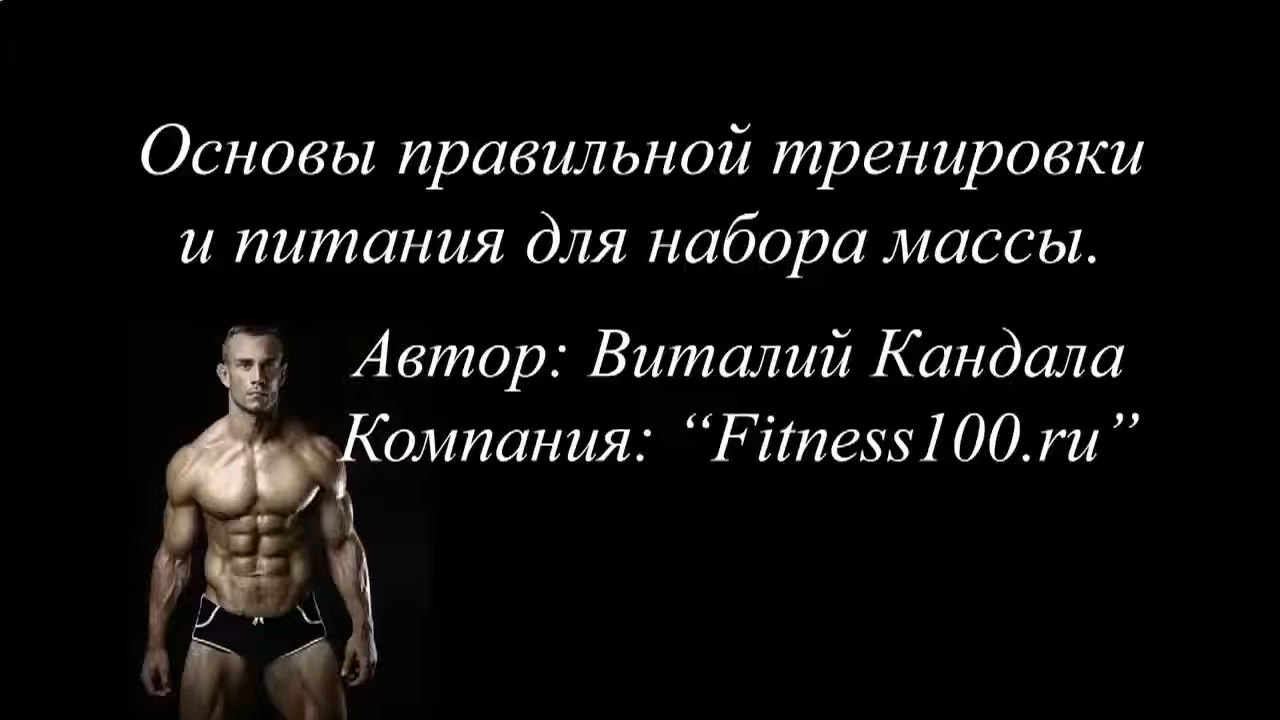 Основы правильной тренировки
и питания для набора массы.
Автор: Виталий Кандала
Компания: “Fitness100.ru”